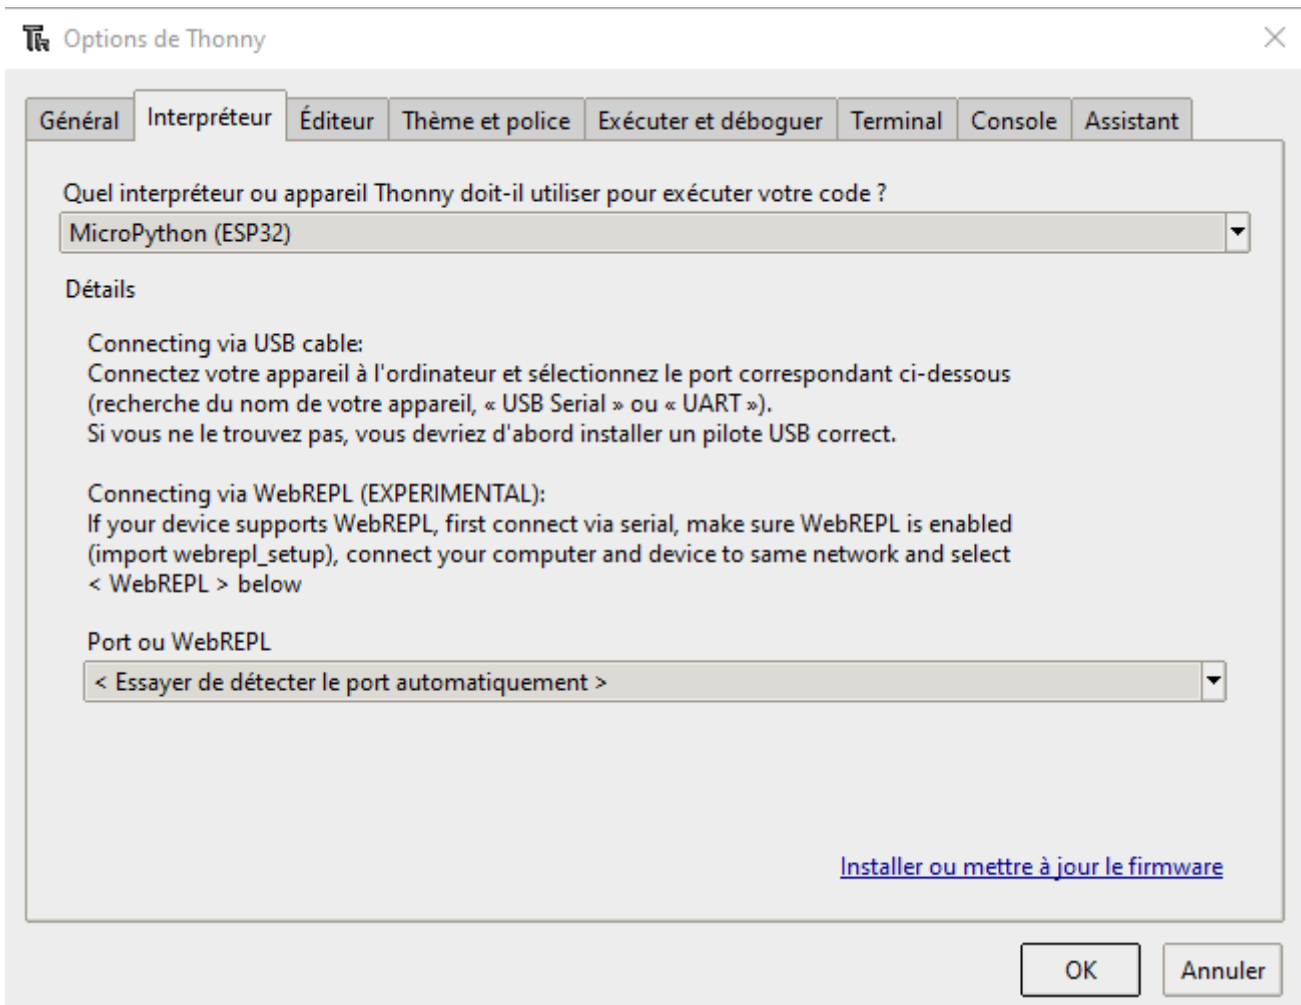 Options de Thonny
Général Interpréteur Éditeur Thème et police Exécuter et déboguer Terminal Console Assistant
Quel interpréteur ou appareil Thonny doit-il utiliser pour exécuter votre code ?
MicroPython (ESP32)
Détails
Connecting via USB cable:
Connectez votre appareil à l'ordinateur et sélectionnez le port correspondant ci-dessous
(recherche du nom de votre appareil, « USB Serial » ou « UART »).
Si vous ne le trouvez pas, vous devriez d'abord installer un pilote USB correct.
Connecting via WebREPL (EXPERIMENTAL):
If your device supports WebREPL, first connect via serial, make sure WebREPL is enabled
(import webrepl_setup), connect your computer and device to same network and select
< WebREPL > below
Port ou WebREPL
< Essayer de détecter le port automatiquement >
Installer ou mettre à jour le firmware
OK Annuler